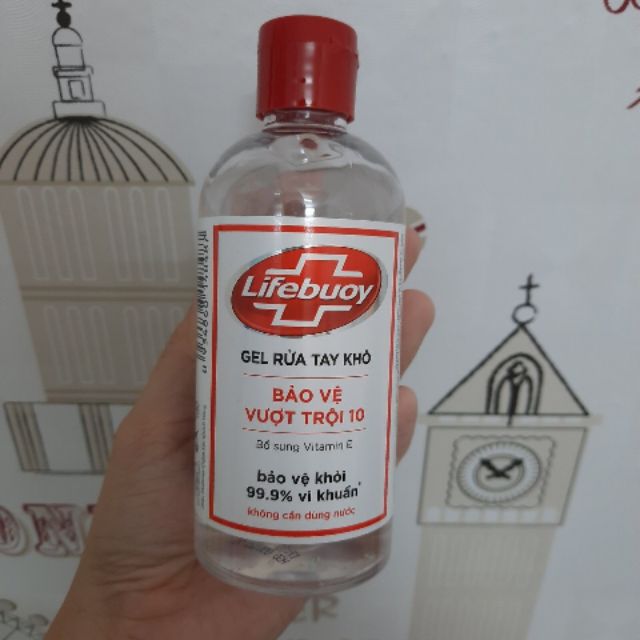 Lifebuoy
GEL RỬA TAY KHÔ
BẢO VỆ
VƯỢT TRỘI 10
Bổ sung Vitamin E
bảo vệ khỏi
99.9% vi khuẩn*
không cần dùng nước